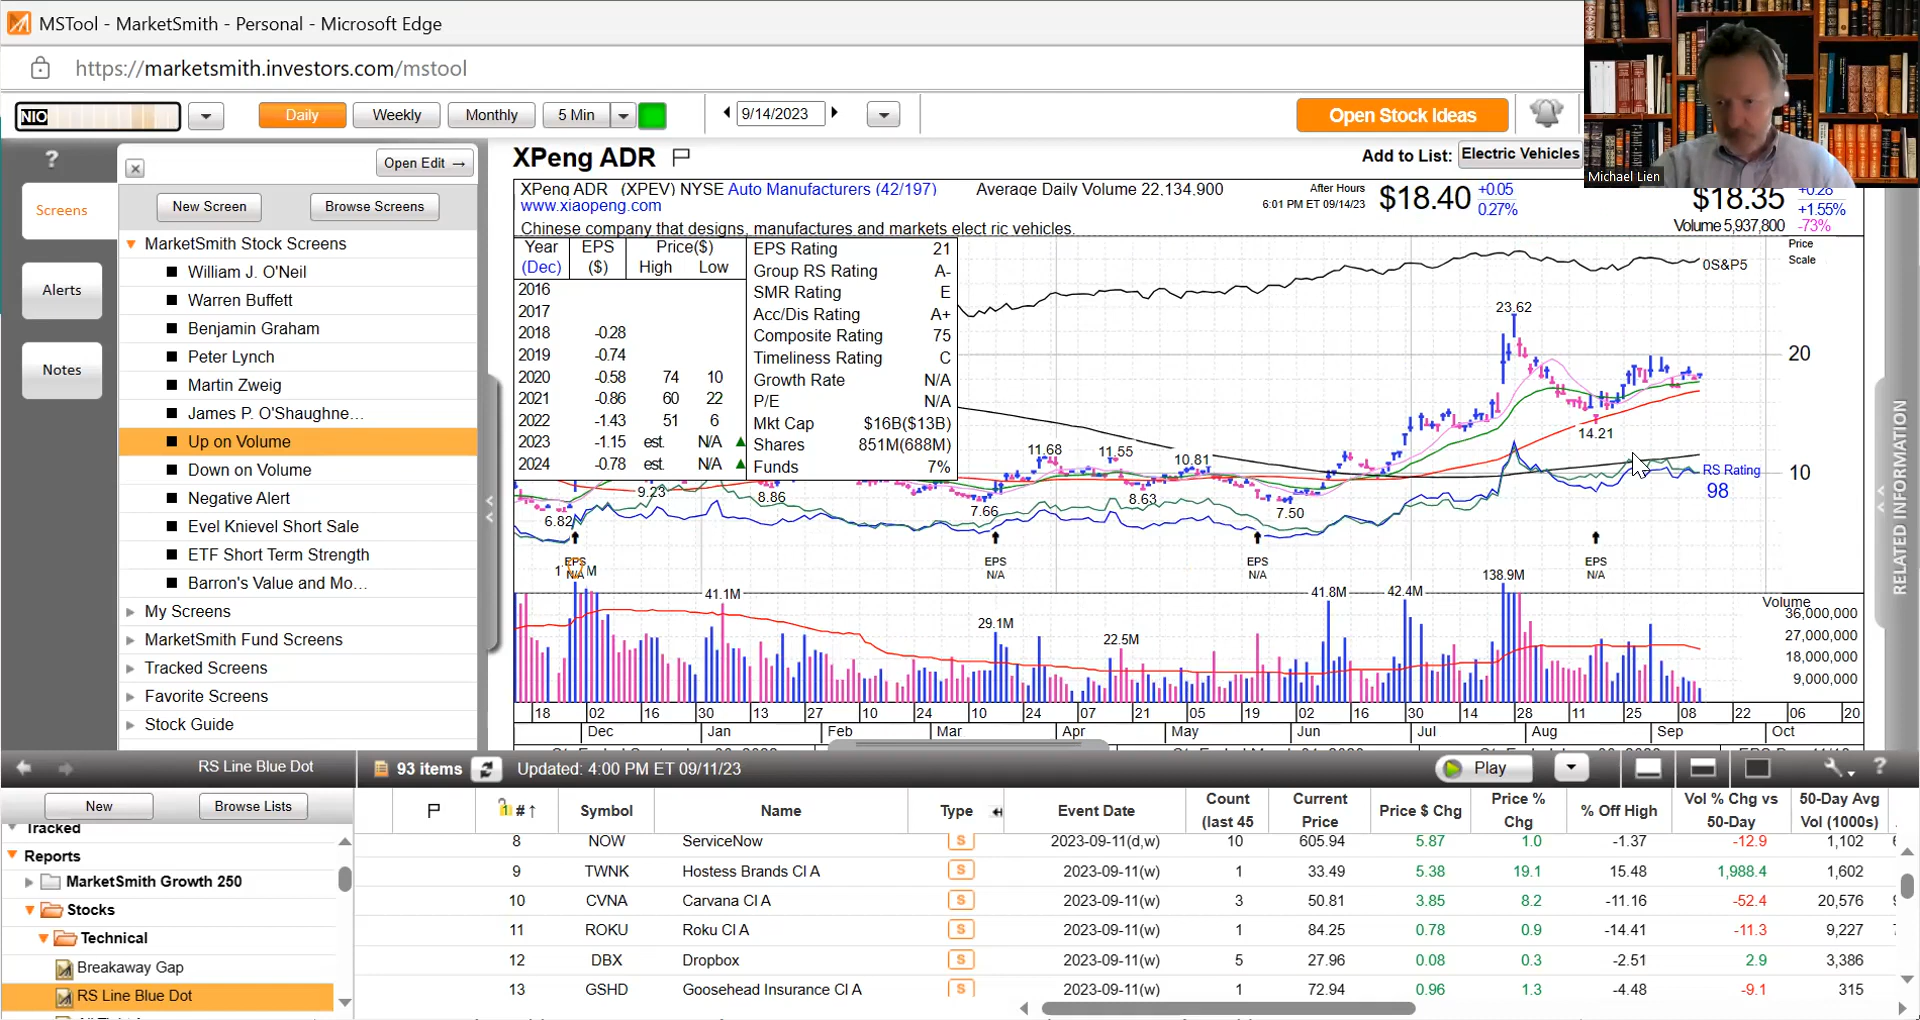 MSTool - MarketSmith - Personal - Microsoft Edge
https://marketsmith.investors.com/mstool
NIO
Daily
Weekly
Monthly
5 Min
9/14/2023
Open Stock Ideas
Michael Lien
?
Screens
Alerts
Notes
Open Edit →
New Screen
Browse Screens
MarketSmith Stock Screens
William J. O'Neil
Warren Buffett
Benjamin Graham
Peter Lynch
Martin Zweig
James P. O'Shaughne…
Up on Volume
Down on Volume
Negative Alert
Evel Knievel Short Sale
ETF Short Term Strength
Barron's Value and Mo…
My Screens
MarketSmith Fund Screens
Tracked Screens
Favorite Screens
Stock Guide
XPeng ADR
Add to List: Electric Vehicles
XPeng ADR (XPEV) NYSE Auto Manufacturers (42/197) Average Daily Volume 22,134,900
www.xiaopeng.com
Chinese company that designs, manufactures and markets elect ric vehicles.
After Hours
6:01 PM ET 09/14/23
$18.40 +0.05
0.27%
$18.35 +0.28
+1.55%
Volume 5,937,800 -73%
Year EPS Price($)
(Dec) ($) High Low
2016
2017
2018 -0.28
2019 -0.74
2020 -0.58 74 10
2021 -0.86 60 22
2022 -1.43 51 6
2023 -1.15 est. N/A
2024 -0.78 est. N/A
EPS Rating 21
Group RS Rating A-
SMR Rating E
Acc/Dis Rating A+
Composite Rating 75
Timeliness Rating C
Growth Rate N/A
P/E N/A
Mkt Cap $16B($13B)
Shares 851M(688M)
Funds 7%
Price
Scale
0S&P5
23.62
20
14.21
11.68
11.55
10.81
10
RS Rating
98
9.23
8.86
8.63
7.66
7.50
6.82
EPS
N/A
EPS
N/A
EPS
N/A
EPS
N/A
138.9M
41.1M
41.8M
42.4M
29.1M
22.5M
Volume
36,000,000
27,000,000
18,000,000
9,000,000
18 02 16 30 13 27 10 24 10 24 07 21 05 19 02 16 30 14 28 11 25 08 22 06 20
Dec Jan Feb Mar Apr May Jun Jul Aug Sep Oct
RELATED INFORMATION
RS Line Blue Dot
93 items
Updated: 4:00 PM ET 09/11/23
Play
?
New
Browse Lists
Tracked
Reports
MarketSmith Growth 250
Stocks
Technical
Breakaway Gap
RS Line Blue Dot
# ↑ Symbol Name Type Event Date Count (last 45 Current Price Price $ Chg Price % Chg % Off High Vol % Chg vs 50-Day 50-Day Avg Vol (1000s)
8 NOW ServiceNow S 2023-09-11(d,w) 10 605.94 5.87 1.0 -1.37 -12.9 1,102
9 TWNK Hostess Brands Cl A S 2023-09-11(w) 1 33.49 5.38 19.1 15.48 1,988.4 1,602
10 CVNA Carvana Cl A S 2023-09-11(w) 3 50.81 3.85 8.2 -11.16 -52.4 20,576
11 ROKU Roku Cl A S 2023-09-11(w) 1 84.25 0.78 0.9 -14.41 -11.3 9,227
12 DBX Dropbox S 2023-09-11(w) 5 27.96 0.08 0.3 -2.51 2.9 3,386
13 GSHD Goosehead Insurance Cl A S 2023-09-11(w) 1 72.94 0.96 1.3 -4.48 -9.1 315